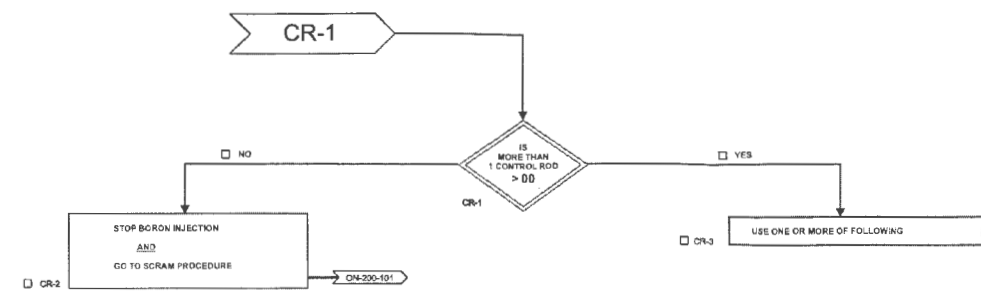 CR-1
IS
MORE THAN
1 CONTROL ROD
> 00
NO
YES
CR-1
STOP BORON INJECTION
AND
GO TO SCRAM PROCEDURE
USE ONE OR MORE OF FOLLOWING
CR-3
ON-200-101
CR-2